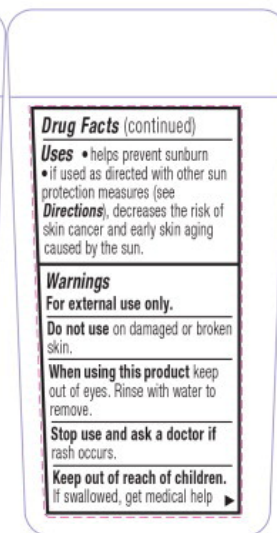 Drug Facts (continued)
Uses • helps prevent sunburn
• if used as directed with other sun
protection measures (see
Directions), decreases the risk of
skin cancer and early skin aging
caused by the sun.
Warnings
For external use only.
Do not use on damaged or broken
skin.
When using this product keep
out of eyes. Rinse with water to
remove.
Stop use and ask a doctor if
rash occurs.
Keep out of reach of children.
If swallowed, get medical help ▶